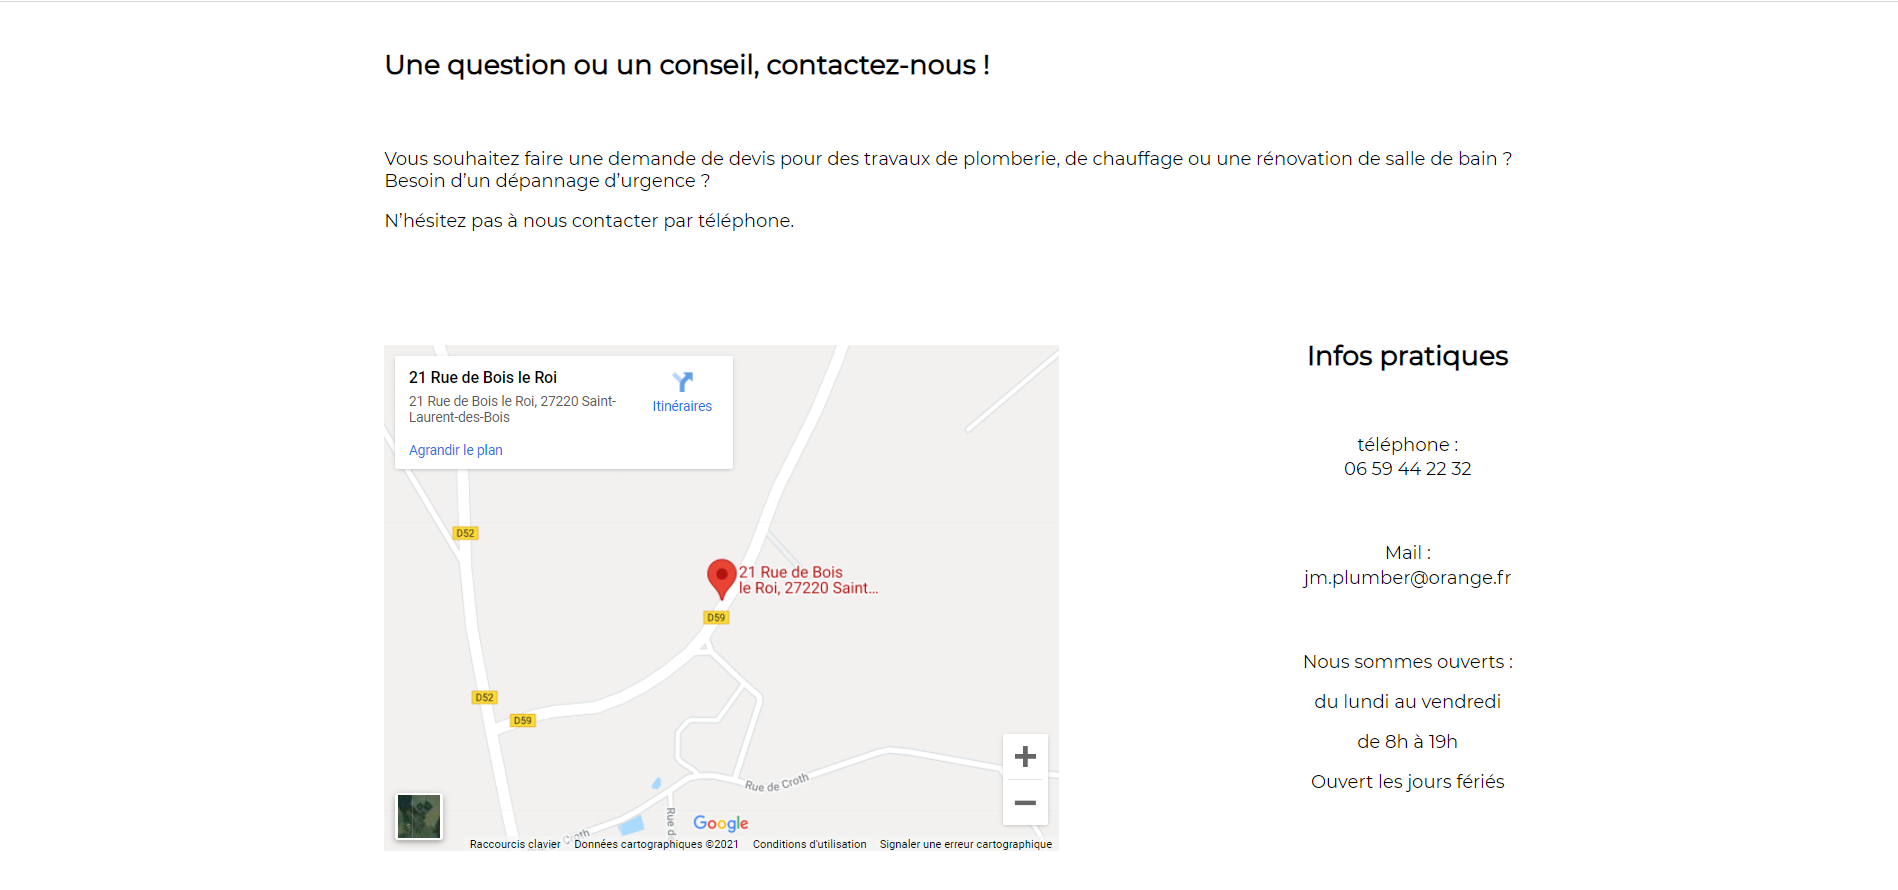 Une question ou un conseil, contactez-nous !
Vous souhaitez faire une demande de devis pour des travaux de plomberie, de chauffage ou une rénovation de salle de bain ?
Besoin d’un dépannage d’urgence ?
N’hésitez pas à nous contacter par téléphone.
21 Rue de Bois le Roi
21 Rue de Bois le Roi, 27220 Saint-
Laurent-des-Bois
Itinéraires
Agrandir le plan
D52
21 Rue de Bois
le Roi, 27220 Saint...
D59
D52
D59
Rue de Croth
Rue d
Google
Raccourcis clavier
Données cartographiques ©2021
Conditions d'utilisation
Signaler une erreur cartographique
Infos pratiques
téléphone :
06 59 44 22 32
Mail :
jm.plumber@orange.fr
Nous sommes ouverts :
du lundi au vendredi
de 8h à 19h
Ouvert les jours fériés